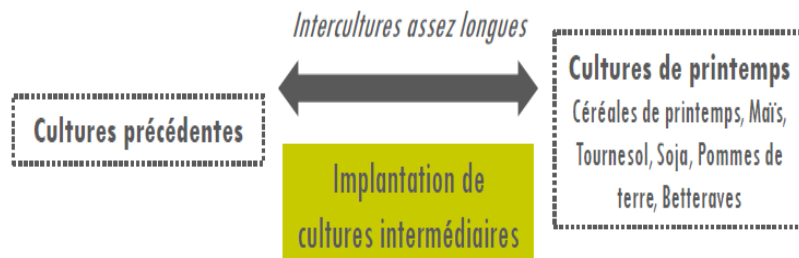 Intercultures assez longues
Cultures précédentes
Implantation de
cultures intermédiaires
Cultures de printemps
Céréales de printemps, Maïs,
Tournesol, Soja, Pommes de
terre, Betteraves